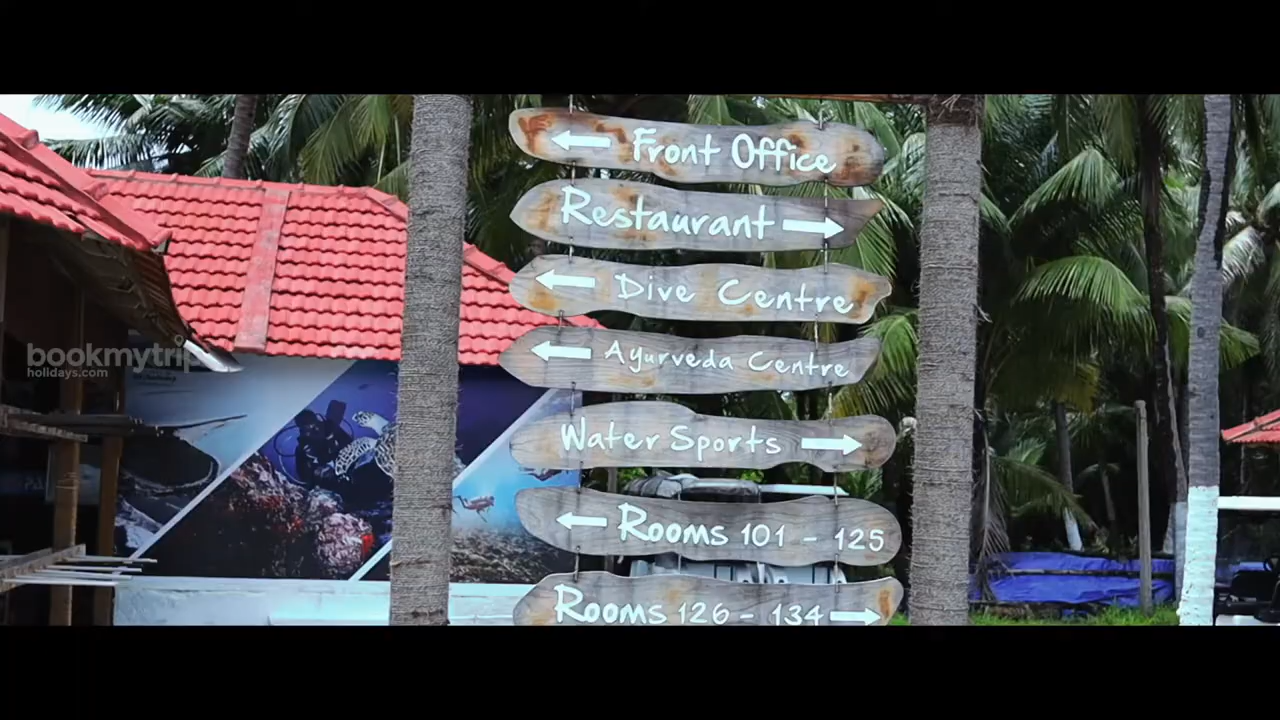 Front Office
Restaurant
Dive Centre
Ayurveda Centre
Water Sports
Rooms 101 - 125
Rooms 126 - 134
bookmytrip
holidays.com